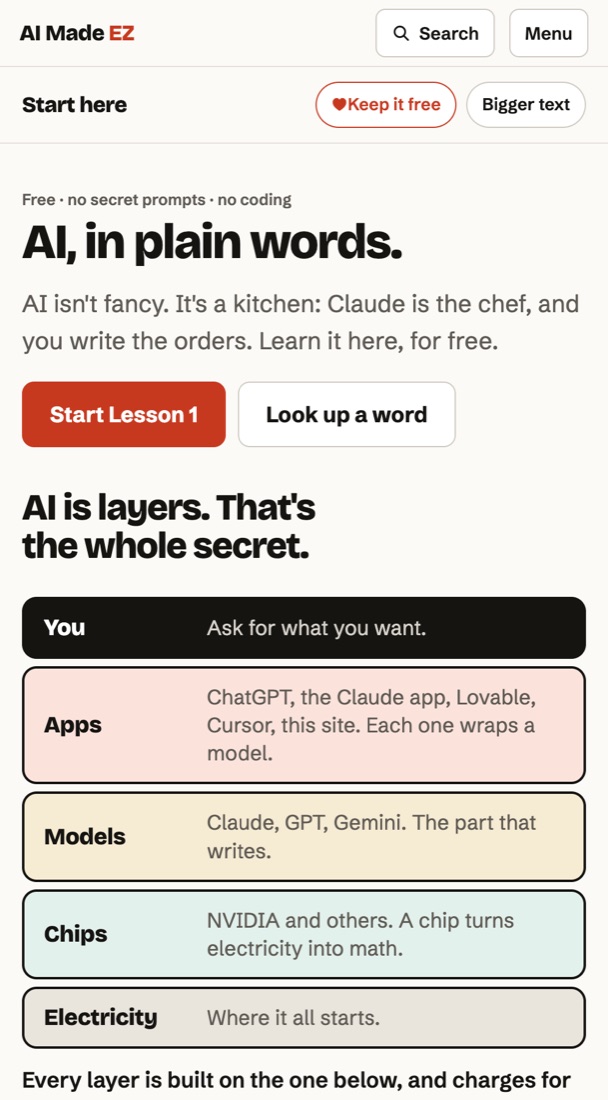 AI Made EZ
Search
Menu
Start here
Keep it free
Bigger text
Free · no secret prompts · no coding
AI, in plain words.
AI isn't fancy. It's a kitchen: Claude is the chef, and
you write the orders. Learn it here, for free.
Start Lesson 1
Look up a word
AI is layers. That's
the whole secret.
You
Ask for what you want.
Apps
ChatGPT, the Claude app, Lovable,
Cursor, this site. Each one wraps a
model.
Models
Claude, GPT, Gemini. The part that
writes.
Chips
NVIDIA and others. A chip turns
electricity into math.
Electricity
Where it all starts.
Every layer is built on the one below, and charges for